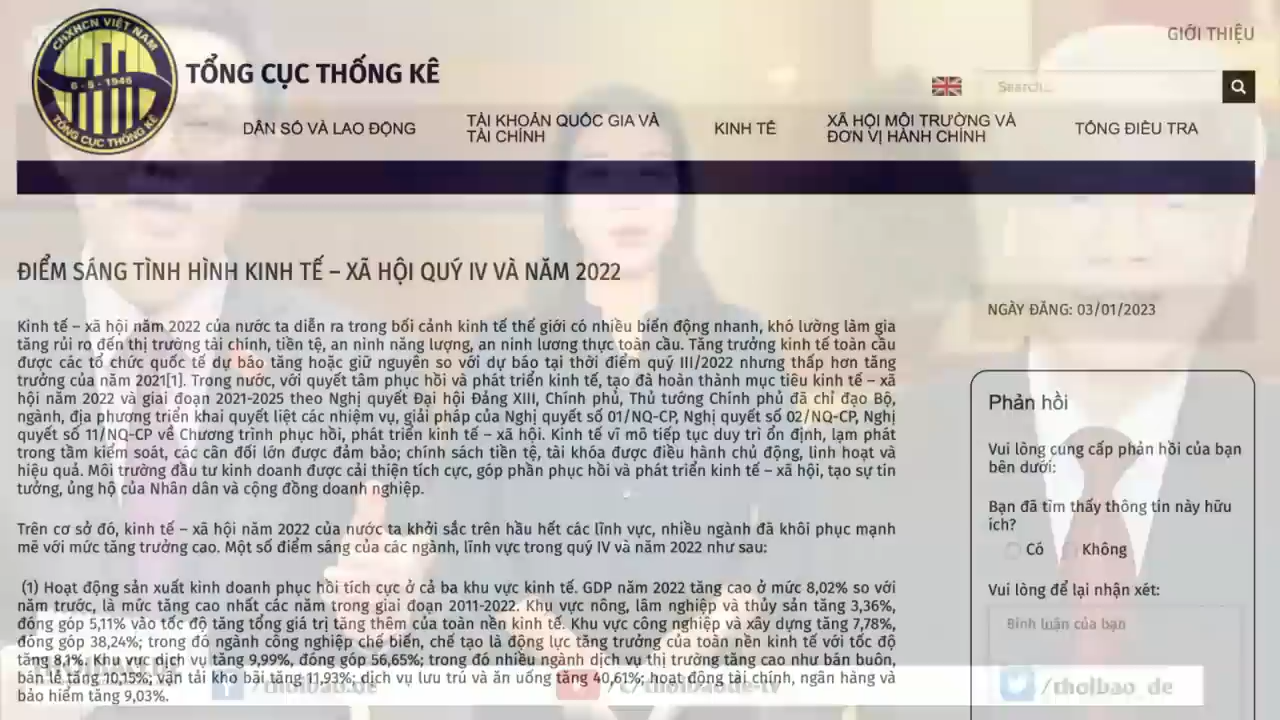 GIỚI THIỆU
CHXHCN VIỆT NAM
6 - 5 - 1946
TỔNG CỤC THỐNG KÊ
TỔNG CỤC THỐNG KÊ
Search...
DÂN SỐ VÀ LAO ĐỘNG
TÀI KHOẢN QUỐC GIA VÀ
TÀI CHÍNH
KINH TẾ
XÃ HỘI MÔI TRƯỜNG VÀ
ĐƠN VỊ HÀNH CHÍNH
TỔNG ĐIỀU TRA
ĐIỂM SÁNG TÌNH HÌNH KINH TẾ – XÃ HỘI QUÝ IV VÀ NĂM 2022
Kinh tế – xã hội năm 2022 của nước ta diễn ra trong bối cảnh kinh tế thế giới có nhiều biến động nhanh, khó lường làm gia
tăng rủi ro đến thị trường tài chính, tiền tệ, an ninh năng lượng, an ninh lương thực toàn cầu. Tăng trưởng kinh tế toàn cầu
được các tổ chức quốc tế dự báo tăng hoặc giữ nguyên so với dự báo tại thời điểm quý III/2022 nhưng thấp hơn tăng
trưởng của năm 2021[1]. Trong nước, với quyết tâm phục hồi và phát triển kinh tế, tạo đà hoàn thành mục tiêu kinh tế – xã
hội năm 2022 và giai đoạn 2021-2025 theo Nghị quyết Đại hội Đảng XIII, Chính phủ, Thủ tướng Chính phủ đã chỉ đạo Bộ,
ngành, địa phương triển khai quyết liệt các nhiệm vụ, giải pháp của Nghị quyết số 01/NQ-CP, Nghị quyết số 02/NQ-CP, Nghị
quyết số 11/NQ-CP về Chương trình phục hồi, phát triển kinh tế – xã hội. Kinh tế vĩ mô tiếp tục duy trì ổn định, lạm phát
trong tầm kiểm soát, các cân đối lớn được đảm bảo; chính sách tiền tệ, tài khóa được điều hành chủ động, linh hoạt và
hiệu quả. Môi trường đầu tư kinh doanh được cải thiện tích cực, góp phần phục hồi và phát triển kinh tế – xã hội, tạo sự tin
tưởng, ủng hộ của Nhân dân và cộng đồng doanh nghiệp.
Trên cơ sở đó, kinh tế – xã hội năm 2022 của nước ta khởi sắc trên hầu hết các lĩnh vực, nhiều ngành đã khôi phục mạnh
mẽ với mức tăng trưởng cao. Một số điểm sáng của các ngành, lĩnh vực trong quý IV và năm 2022 như sau:
(1) Hoạt động sản xuất kinh doanh phục hồi tích cực ở cả ba khu vực kinh tế. GDP năm 2022 tăng cao ở mức 8,02% so với
năm trước, là mức tăng cao nhất các năm trong giai đoạn 2011-2022. Khu vực nông, lâm nghiệp và thủy sản tăng 3,36%,
đóng góp 5,11% vào tốc độ tăng tổng giá trị tăng thêm của toàn nền kinh tế. Khu vực công nghiệp và xây dựng tăng 7,78%,
đóng góp 38,24%; trong đó ngành công nghiệp chế biến, chế tạo là động lực tăng trưởng của toàn nền kinh tế với tốc độ
tăng 8,1%. Khu vực dịch vụ tăng 9,99%, đóng góp 56,65%; trong đó nhiều ngành dịch vụ thị trường tăng cao như bán buôn,
bán lẻ tăng 10,15%; vận tải kho bãi tăng 11,93%; dịch vụ lưu trú và ăn uống tăng 40,61%; hoạt động tài chính, ngân hàng và
bảo hiểm tăng 9,03%.
NGÀY ĐĂNG: 03/01/2023
Phản hồi
Vui lòng cung cấp phản hồi của bạn
bên dưới:
Bạn đã tìm thấy thông tin này hữu
ích?
Có
Không
Vui lòng để lại nhận xét:
Bình luận của bạn
/thoibao.de
/c/thoibaode-tv
/thoibao_de